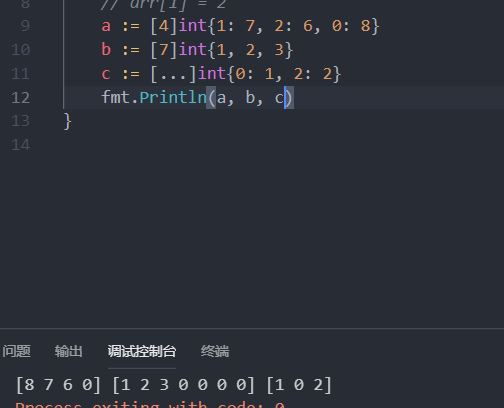 8 // arr[1] = 2
9 a := [4]int{1: 7, 2: 6, 0: 8}
10 b := [7]int{1, 2, 3}
11 c := [...]int{0: 1, 2: 2}
12 fmt.Println(a, b, c)
13 }
14
问题 输出 调试控制台 终端
[8 7 6 0] [1 2 3 0 0 0 0] [1 0 2]
Process exiting with code: 0